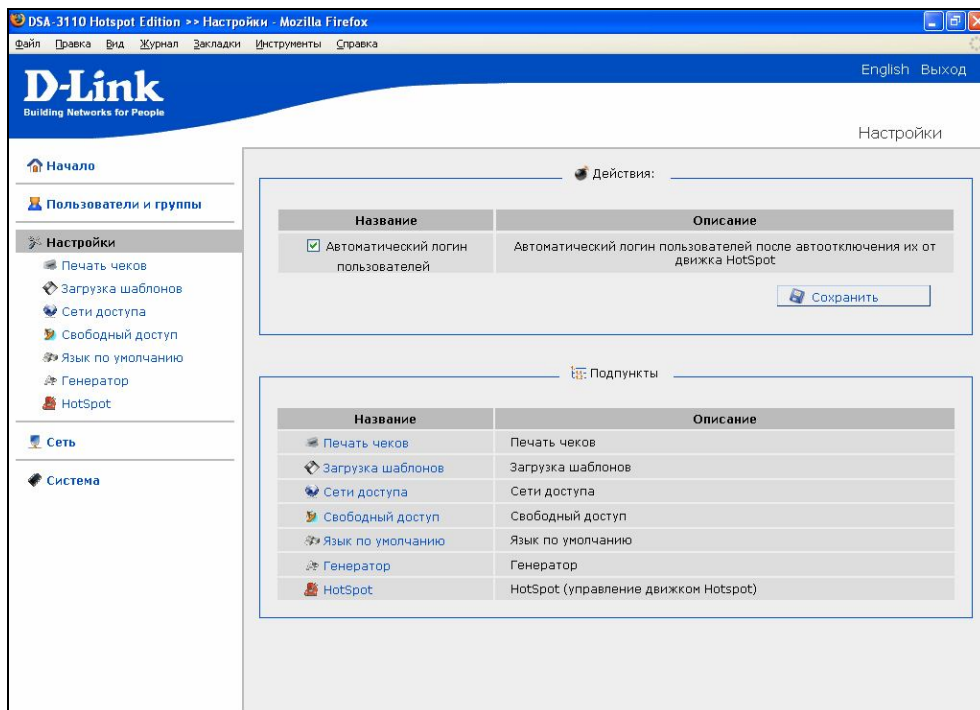 DSA-3110 Hotspot Edition >> Настройки - Mozilla Firefox
Файл Правка Вид Журнал Закладки Инструменты Справка
English Выход
D-Link
Building Networks for People
Настройки
Начало
Пользователи и группы
Настройки
Печать чеков
Загрузка шаблонов
Сети доступа
Свободный доступ
Язык по умолчанию
Генератор
HotSpot
Сеть
Система
Действия:
Название Описание
Автоматический логин
пользователей
Автоматический логин пользователей после автоотключения их от
движка HotSpot
Сохранить
Подпункты
Название Описание
Печать чеков Печать чеков
Загрузка шаблонов Загрузка шаблонов
Сети доступа Сети доступа
Свободный доступ Свободный доступ
Язык по умолчанию Язык по умолчанию
Генератор Генератор
HotSpot HotSpot (управление движком Hotspot)